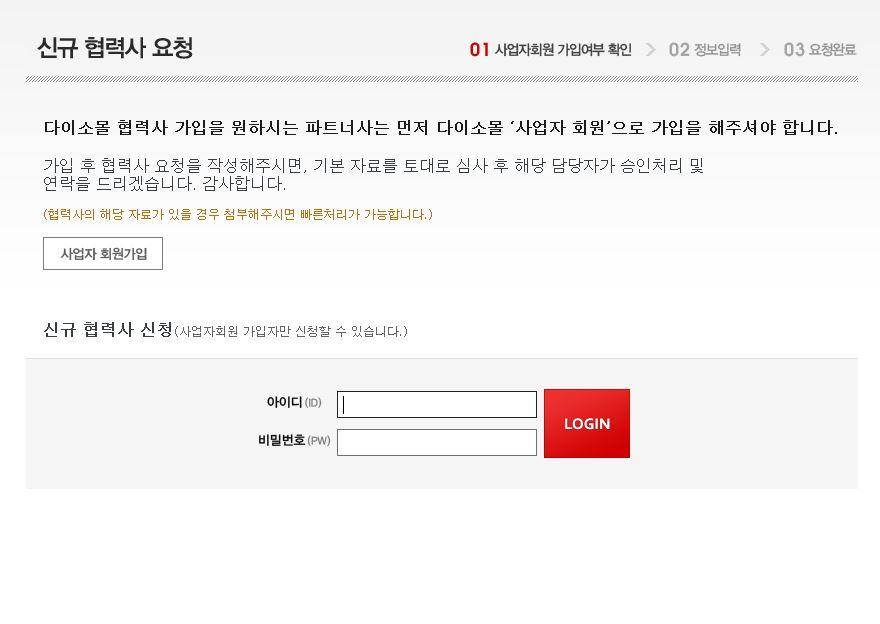 신규 협력사 요청
01 사업자회원 가입여부 확인 > 02 정보입력 > 03 요청완료
다이소몰 협력사 가입을 원하시는 파트너사는 먼저 다이소몰 ‘사업자 회원’으로 가입을 해주셔야 합니다.
가입 후 협력사 요청을 작성해주시면, 기본 자료를 토대로 심사 후 해당 담당자가 승인처리 및
연락을 드리겠습니다. 감사합니다.
(협력사의 해당 자료가 있을 경우 첨부해주시면 빠른처리가 가능합니다.)
사업자 회원가입
신규 협력사 신청(사업자회원 가입자만 신청할 수 있습니다.)
아이디 (ID)
비밀번호 (PW)
LOGIN